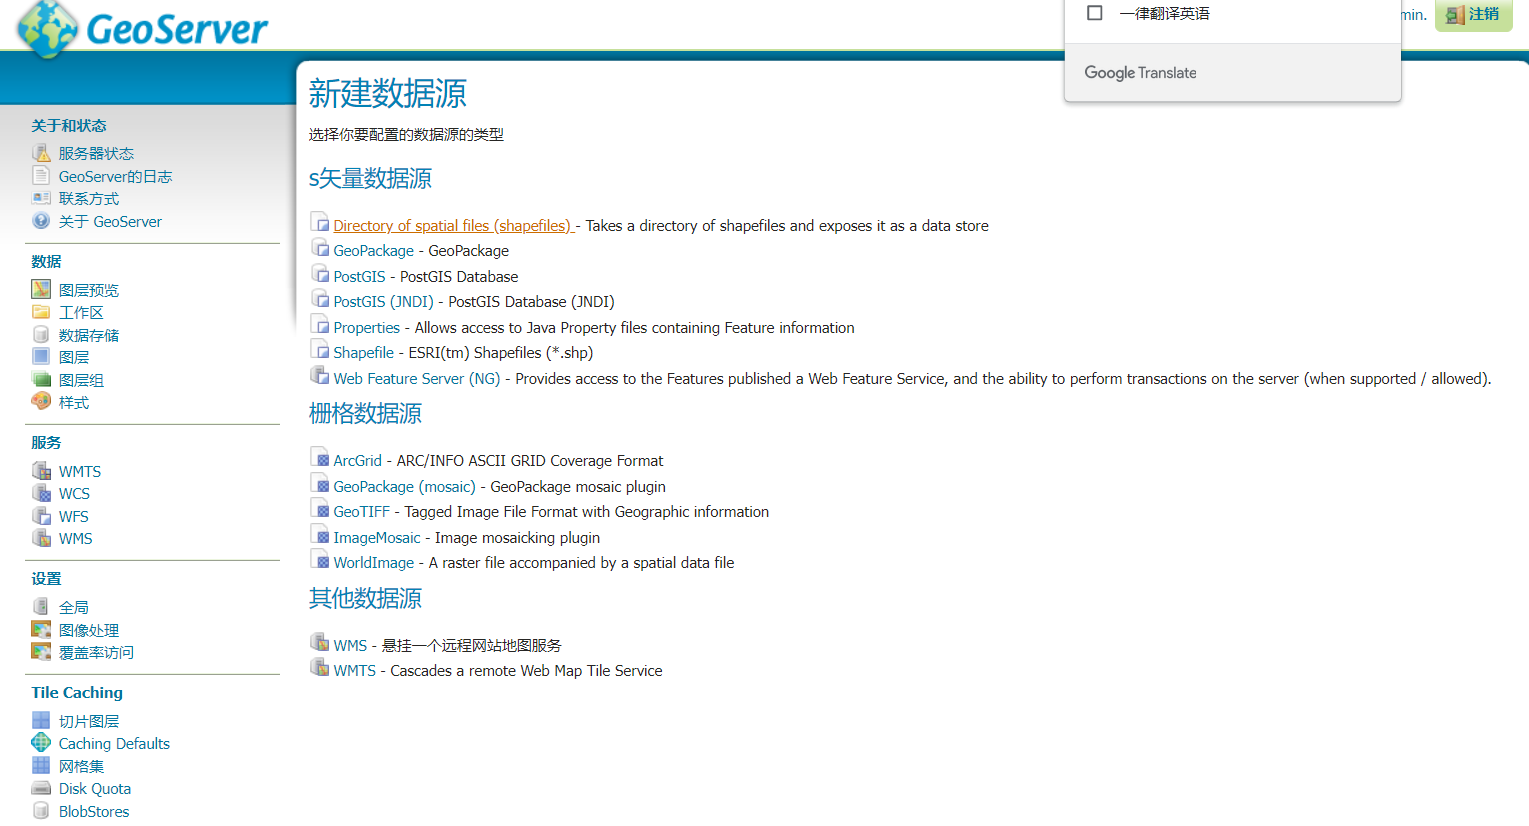 GeoServer
一律翻译英语
min.
注销
Google Translate
关于和状态
服务器状态
GeoServer的日志
联系方式
关于 GeoServer
数据
图层预览
工作区
数据存储
图层
图层组
样式
服务
WMTS
WCS
WFS
WMS
设置
全局
图像处理
覆盖率访问
Tile Caching
切片图层
Caching Defaults
网格集
Disk Quota
BlobStores
新建数据源
选择你要配置的数据源的类型
s矢量数据源
Directory of spatial files (shapefiles) - Takes a directory of shapefiles and exposes it as a data store
GeoPackage - GeoPackage
PostGIS - PostGIS Database
PostGIS (JNDI) - PostGIS Database (JNDI)
Properties - Allows access to Java Property files containing Feature information
Shapefile - ESRI(tm) Shapefiles (*.shp)
Web Feature Server (NG) - Provides access to the Features published a Web Feature Service, and the ability to perform transactions on the server (when supported / allowed).
栅格数据源
ArcGrid - ARC/INFO ASCII GRID Coverage Format
GeoPackage (mosaic) - GeoPackage mosaic plugin
GeoTIFF - Tagged Image File Format with Geographic information
ImageMosaic - Image mosaicking plugin
WorldImage - A raster file accompanied by a spatial data file
其他数据源
WMS - 悬挂一个远程网站地图服务
WMTS - Cascades a remote Web Map Tile Service